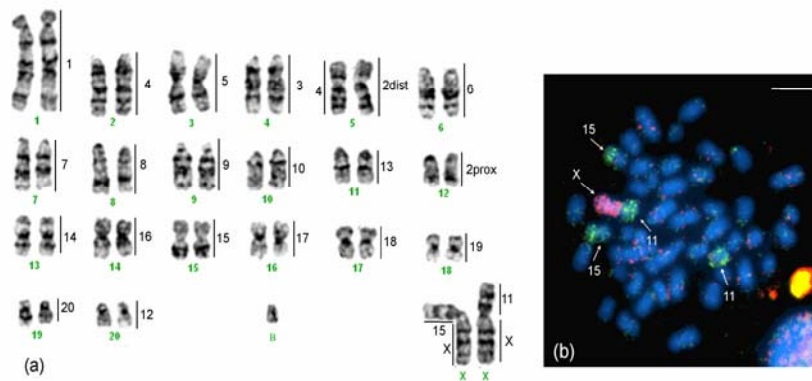 1 4 5 3 4 2dist 6
1 2 3 4 5 6
7 8 9 10 13 2prox
7 8 9 10 11 12
14 16 15 17 18 19
13 14 15 16 17 18
20 12
19 20 B
11
15 X X
X X
(a)
15
X
11
15
11
(b)